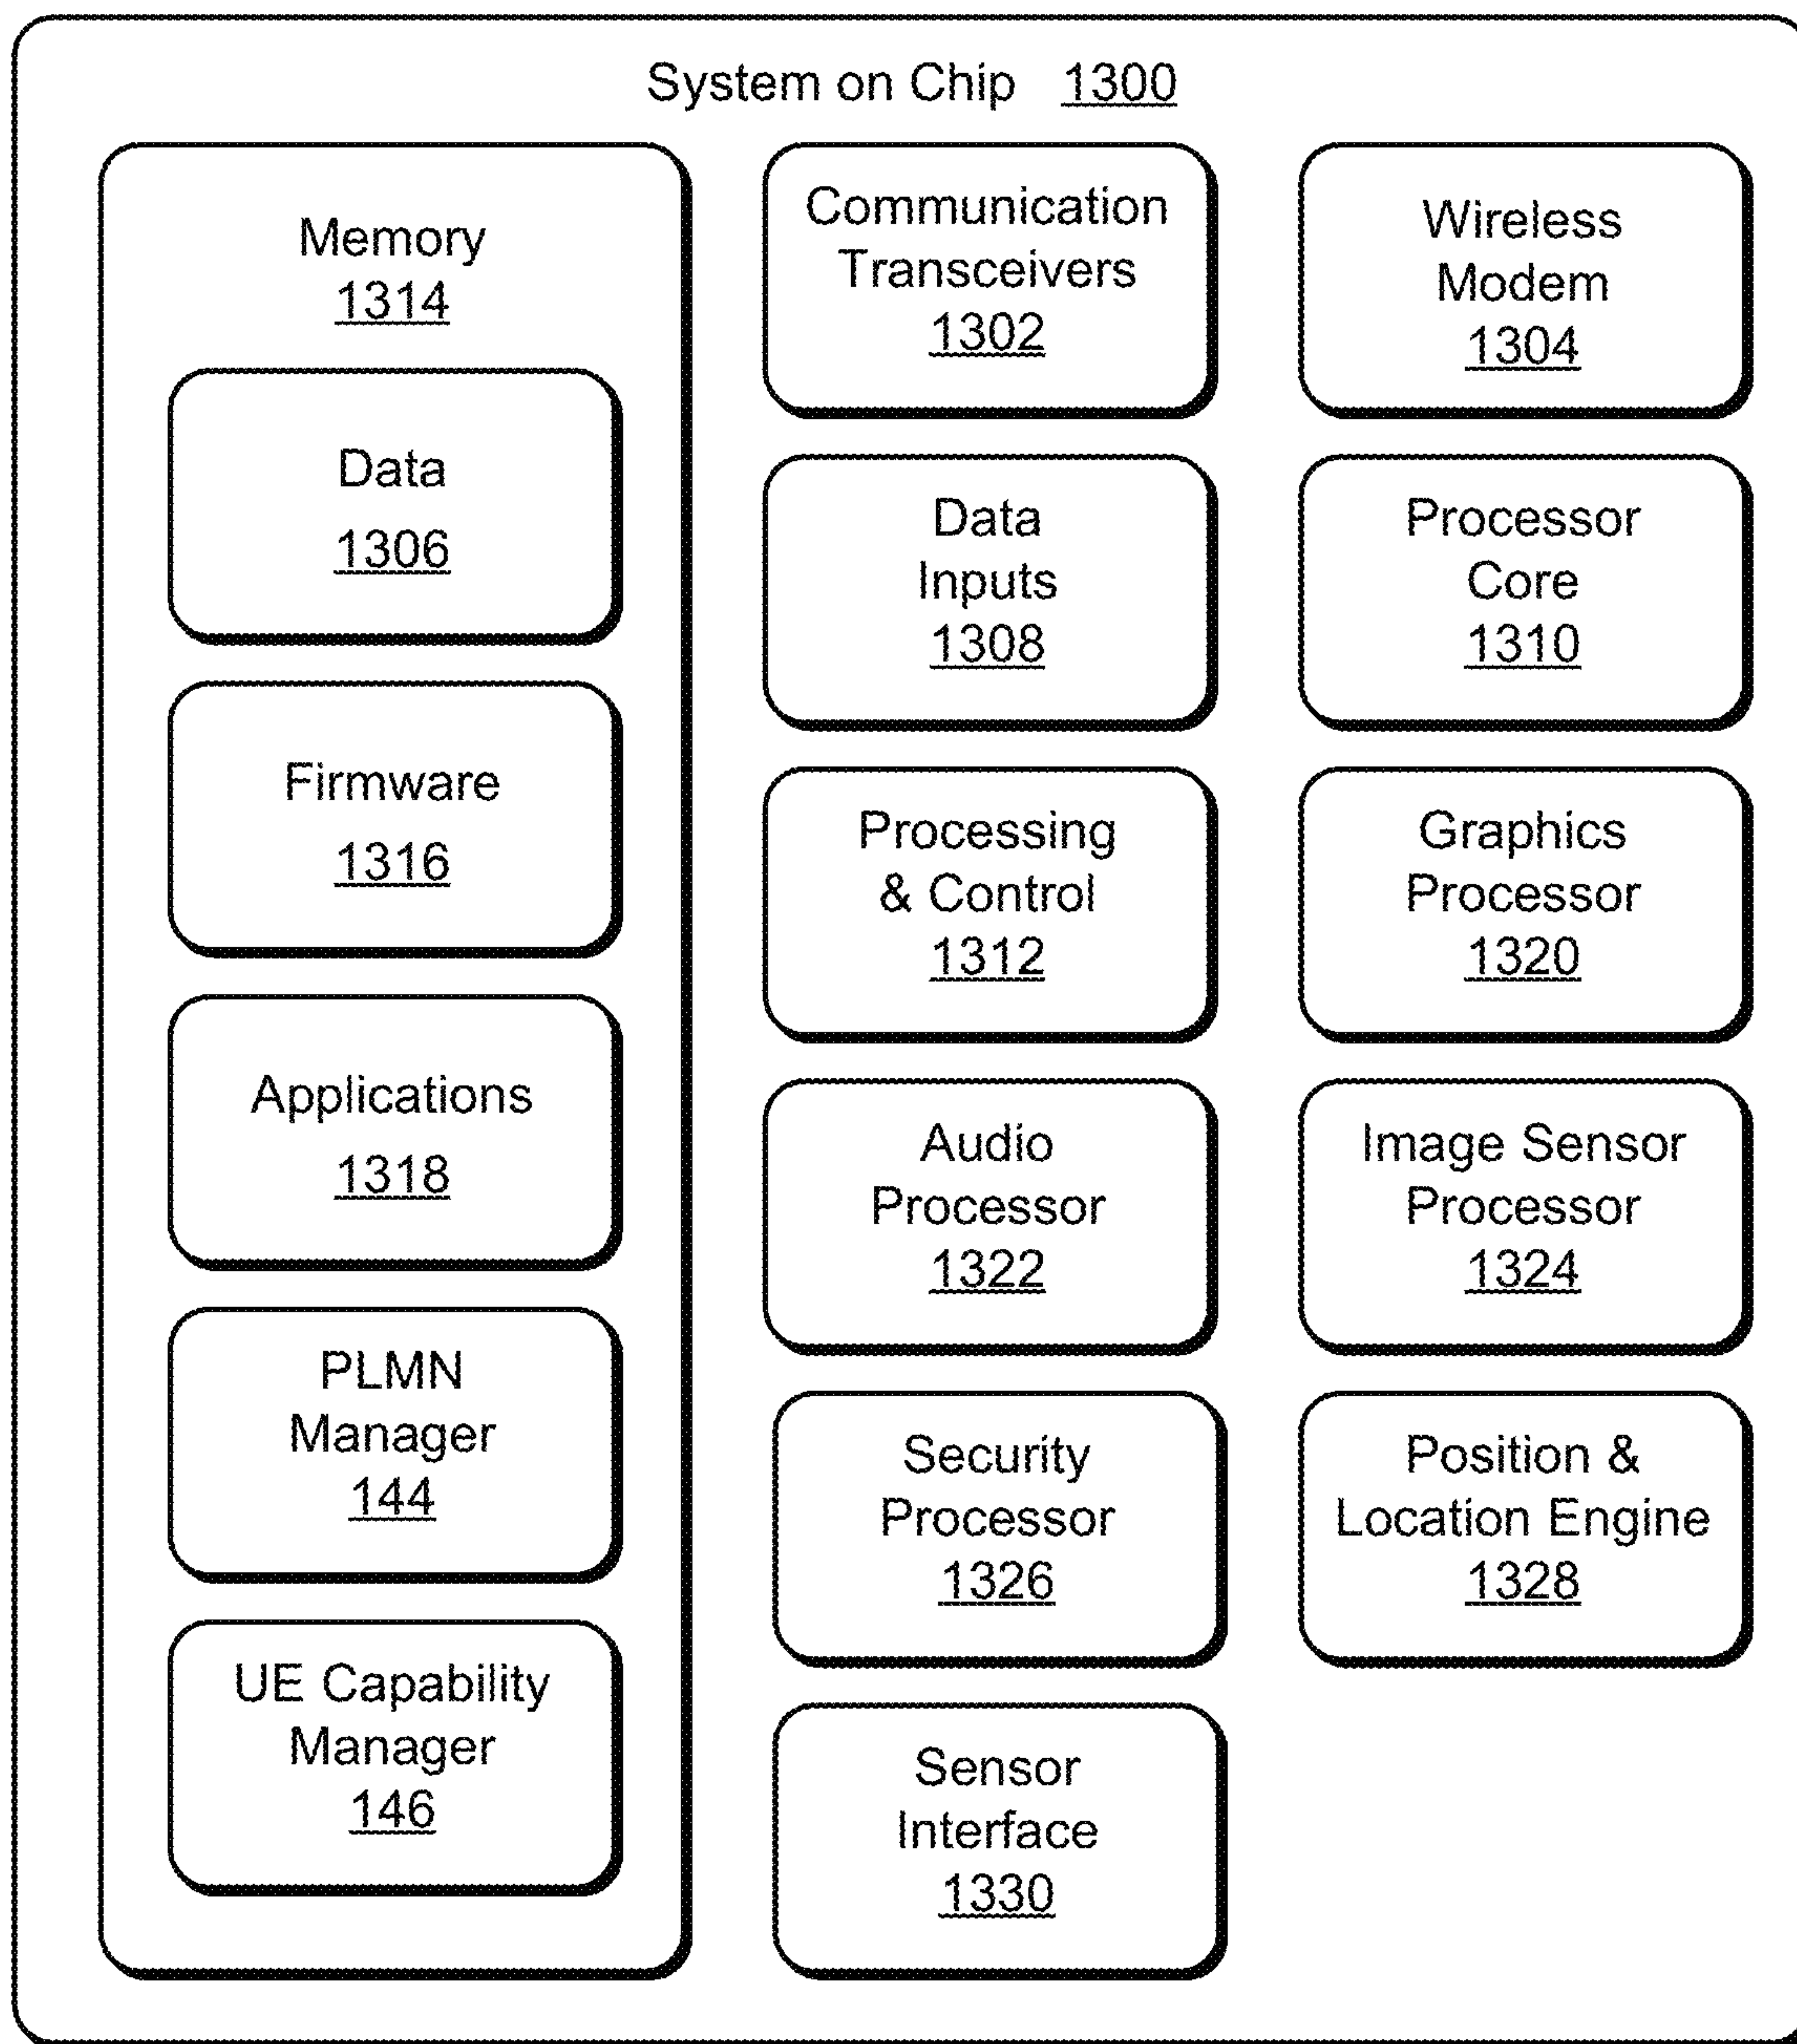 System on Chip 1300
Memory
1314
Data
1306
Firmware
1316
Applications
1318
PLMN
Manager
144
UE Capability
Manager
146
Communication
Transceivers
1302
Wireless
Modem
1304
Data
Inputs
1308
Processor
Core
1310
Processing
& Control
1312
Graphics
Processor
1320
Audio
Processor
1322
Image Sensor
Processor
1324
Security
Processor
1326
Position &
Location Engine
1328
Sensor
Interface
1330